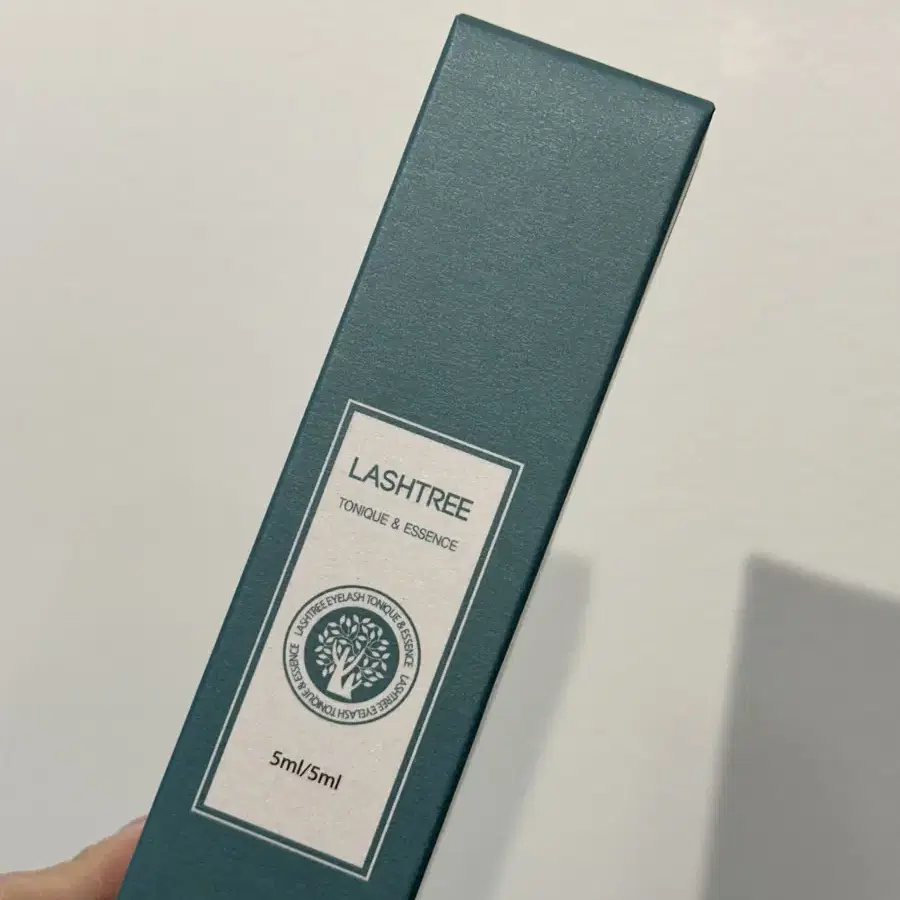 LASHTREE
TONIQUE & ESSENCE
LASHTREE EYELASH TONIQUE & ESSENCE
LASHTREE EYELASH TONIQUE & ESSENCE
5ml/5ml